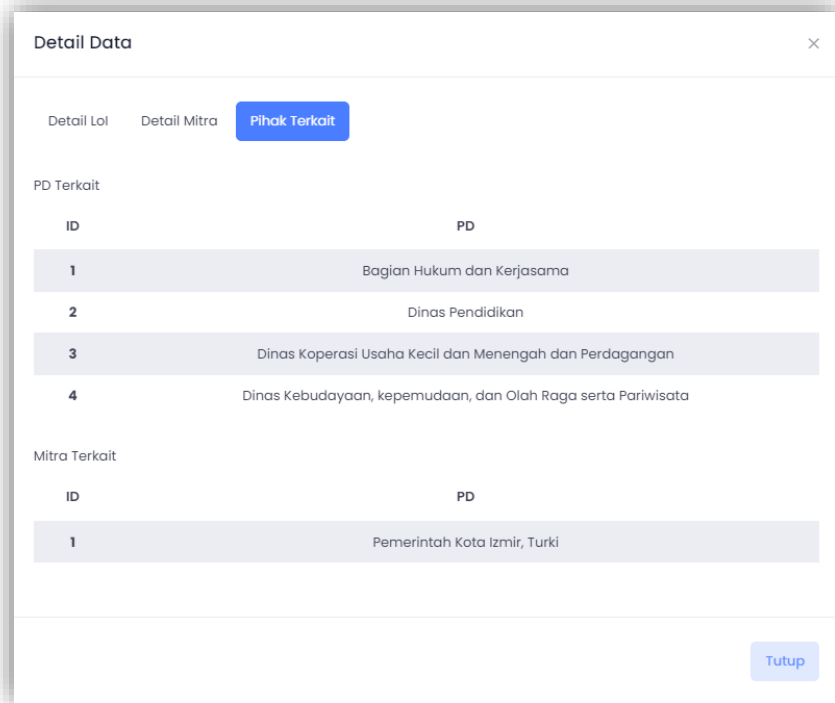 Detail Data
Detail LoI Detail Mitra Pihak Terkait
PD Terkait
ID PD
1 Bagian Hukum dan Kerjasama
2 Dinas Pendidikan
3 Dinas Koperasi Usaha Kecil dan Menengah dan Perdagangan
4 Dinas Kebudayaan, kepemudaan, dan Olah Raga serta Pariwisata
Mitra Terkait
ID PD
1 Pemerintah Kota Izmir, Turki
Tutup